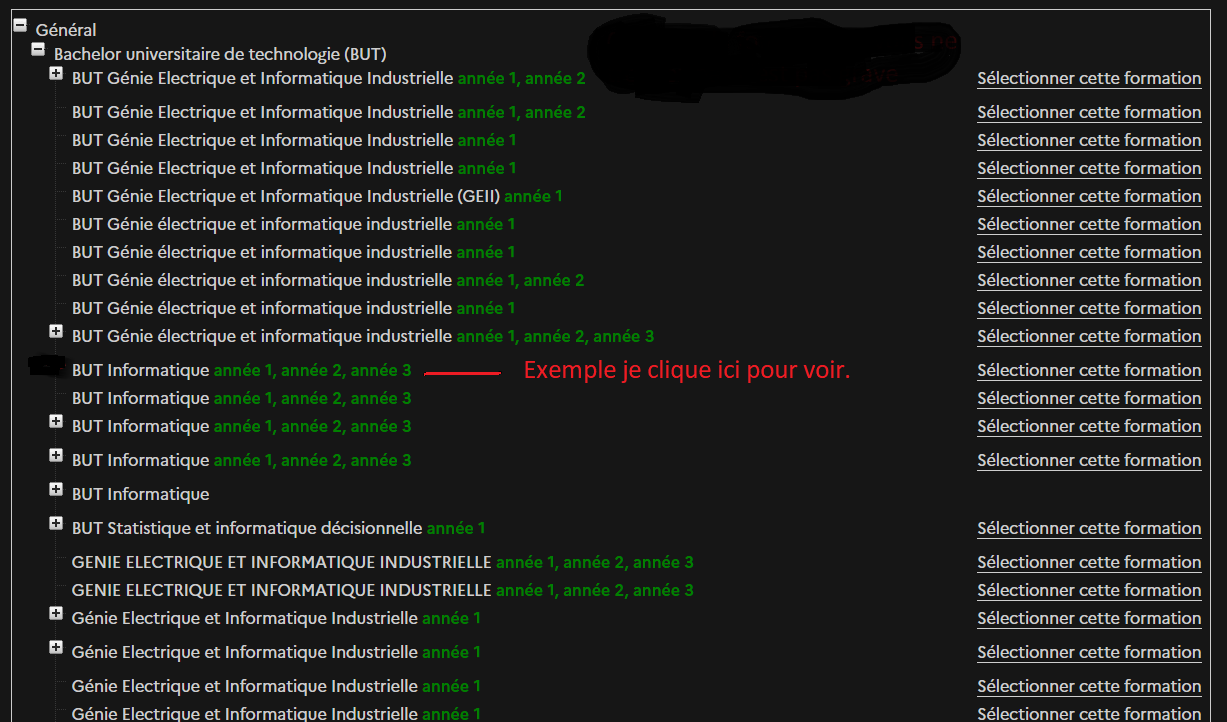 Général
Bachelor universitaire de technologie (BUT)
BUT Génie Electrique et Informatique Industrielle année 1, année 2 Sélectionner cette formation
BUT Génie Electrique et Informatique Industrielle année 1, année 2 Sélectionner cette formation
BUT Génie Electrique et Informatique Industrielle année 1 Sélectionner cette formation
BUT Génie Electrique et Informatique Industrielle année 1 Sélectionner cette formation
BUT Génie Electrique et Informatique Industrielle (GEII) année 1 Sélectionner cette formation
BUT Génie électrique et informatique industrielle année 1 Sélectionner cette formation
BUT Génie électrique et informatique industrielle année 1 Sélectionner cette formation
BUT Génie électrique et informatique industrielle année 1, année 2 Sélectionner cette formation
BUT Génie électrique et informatique industrielle année 1 Sélectionner cette formation
BUT Génie électrique et informatique industrielle année 1, année 2, année 3 Sélectionner cette formation
BUT Informatique année 1, année 2, année 3 Exemple je clique ici pour voir. Sélectionner cette formation
BUT Informatique année 1, année 2, année 3 Sélectionner cette formation
BUT Informatique année 1, année 2, année 3 Sélectionner cette formation
BUT Informatique année 1, année 2, année 3 Sélectionner cette formation
BUT Informatique
BUT Statistique et informatique décisionnelle année 1 Sélectionner cette formation
GENIE ELECTRIQUE ET INFORMATIQUE INDUSTRIELLE année 1, année 2, année 3 Sélectionner cette formation
GENIE ELECTRIQUE ET INFORMATIQUE INDUSTRIELLE année 1, année 2, année 3 Sélectionner cette formation
Génie Electrique et Informatique Industrielle année 1 Sélectionner cette formation
Génie Electrique et Informatique Industrielle année 1 Sélectionner cette formation
Génie Electrique et Informatique Industrielle année 1 Sélectionner cette formation
Génie Electrique et Informatique Industrielle année 1 Sélectionner cette formation